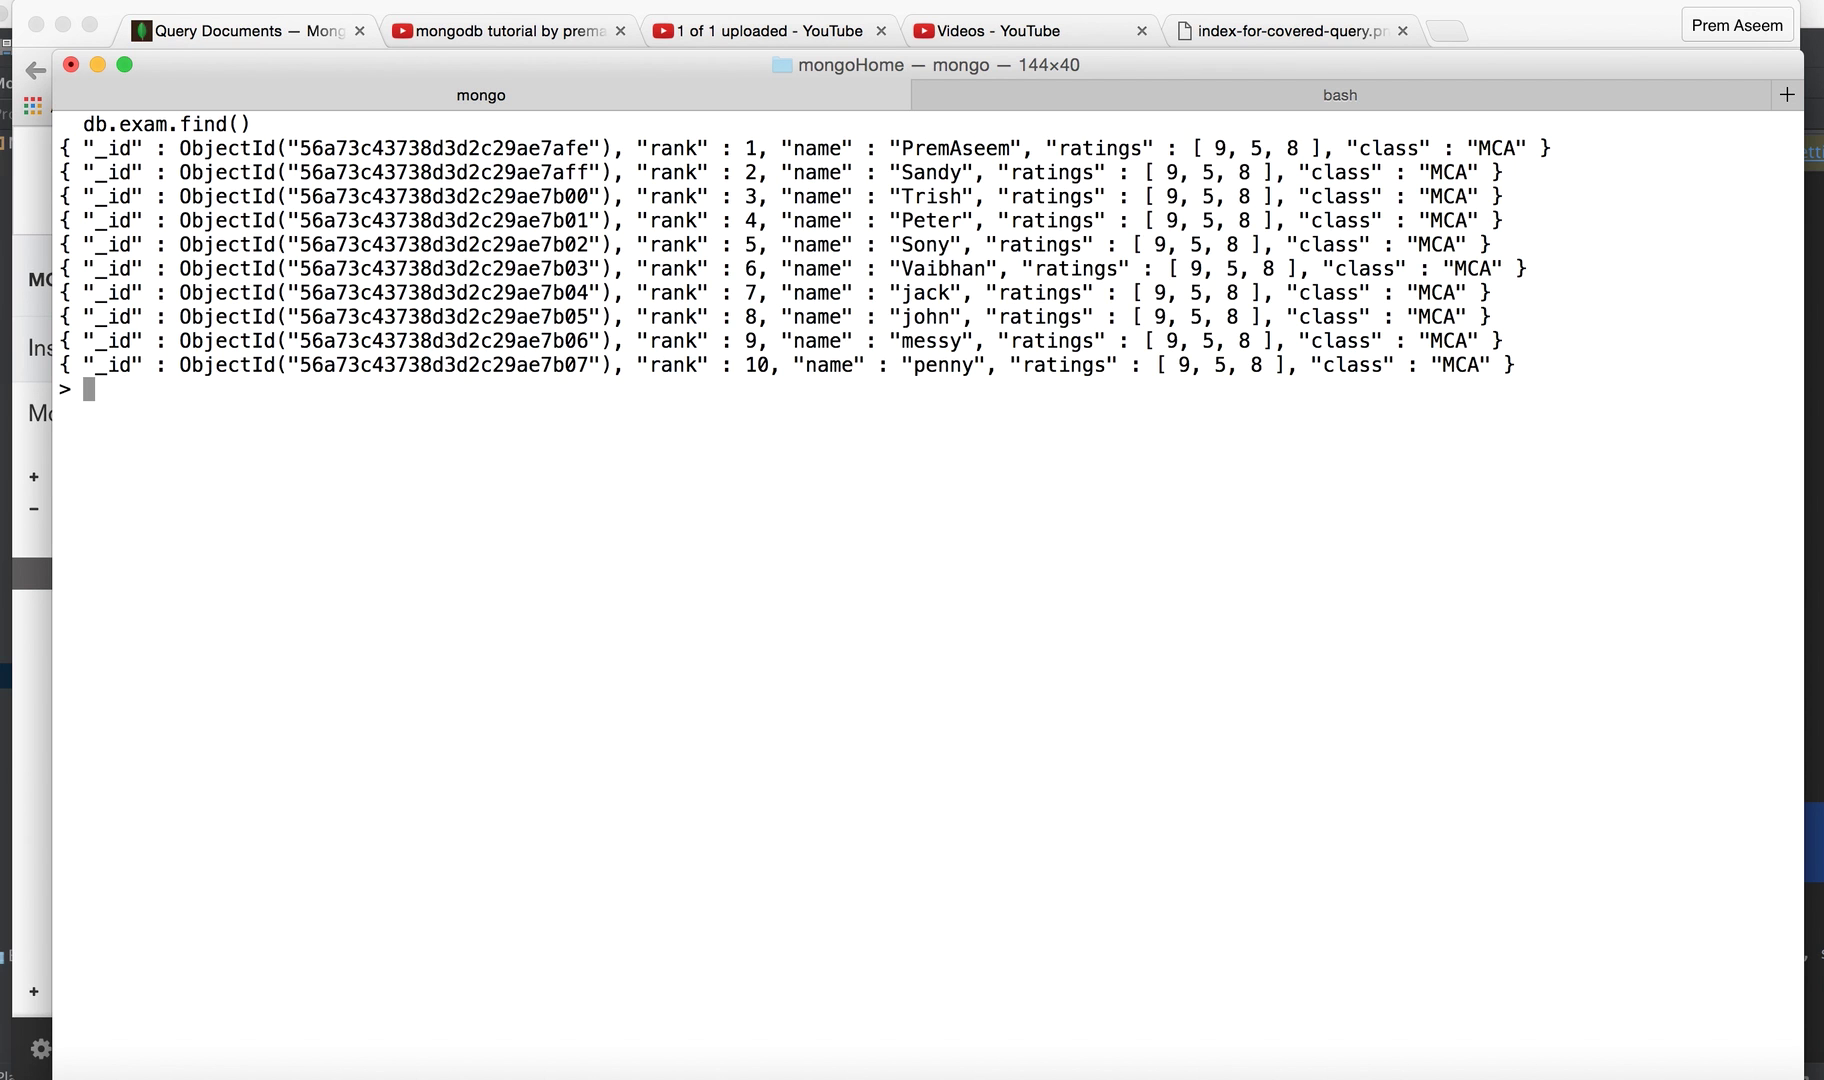 Query Documents — Mong
mongodb tutorial by prema
1 of 1 uploaded - YouTube
Videos - YouTube
index-for-covered-query.pn
Prem Aseem
mongoHome — mongo — 144×40
mongo
bash
db.exam.find()
{ "_id" : ObjectId("56a73c43738d3d2c29ae7afe"), "rank" : 1, "name" : "PremAseem", "ratings" : [ 9, 5, 8 ], "class" : "MCA" }
{ "_id" : ObjectId("56a73c43738d3d2c29ae7aff"), "rank" : 2, "name" : "Sandy", "ratings" : [ 9, 5, 8 ], "class" : "MCA" }
{ "_id" : ObjectId("56a73c43738d3d2c29ae7b00"), "rank" : 3, "name" : "Trish", "ratings" : [ 9, 5, 8 ], "class" : "MCA" }
{ "_id" : ObjectId("56a73c43738d3d2c29ae7b01"), "rank" : 4, "name" : "Peter", "ratings" : [ 9, 5, 8 ], "class" : "MCA" }
{ "_id" : ObjectId("56a73c43738d3d2c29ae7b02"), "rank" : 5, "name" : "Sony", "ratings" : [ 9, 5, 8 ], "class" : "MCA" }
{ "_id" : ObjectId("56a73c43738d3d2c29ae7b03"), "rank" : 6, "name" : "Vaibhan", "ratings" : [ 9, 5, 8 ], "class" : "MCA" }
{ "_id" : ObjectId("56a73c43738d3d2c29ae7b04"), "rank" : 7, "name" : "jack", "ratings" : [ 9, 5, 8 ], "class" : "MCA" }
{ "_id" : ObjectId("56a73c43738d3d2c29ae7b05"), "rank" : 8, "name" : "john", "ratings" : [ 9, 5, 8 ], "class" : "MCA" }
{ "_id" : ObjectId("56a73c43738d3d2c29ae7b06"), "rank" : 9, "name" : "messy", "ratings" : [ 9, 5, 8 ], "class" : "MCA" }
{ "_id" : ObjectId("56a73c43738d3d2c29ae7b07"), "rank" : 10, "name" : "penny", "ratings" : [ 9, 5, 8 ], "class" : "MCA" }
>